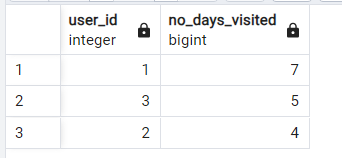 user_id no_days_visited
integer bigint
1 1 7
2 3 5
3 2 4